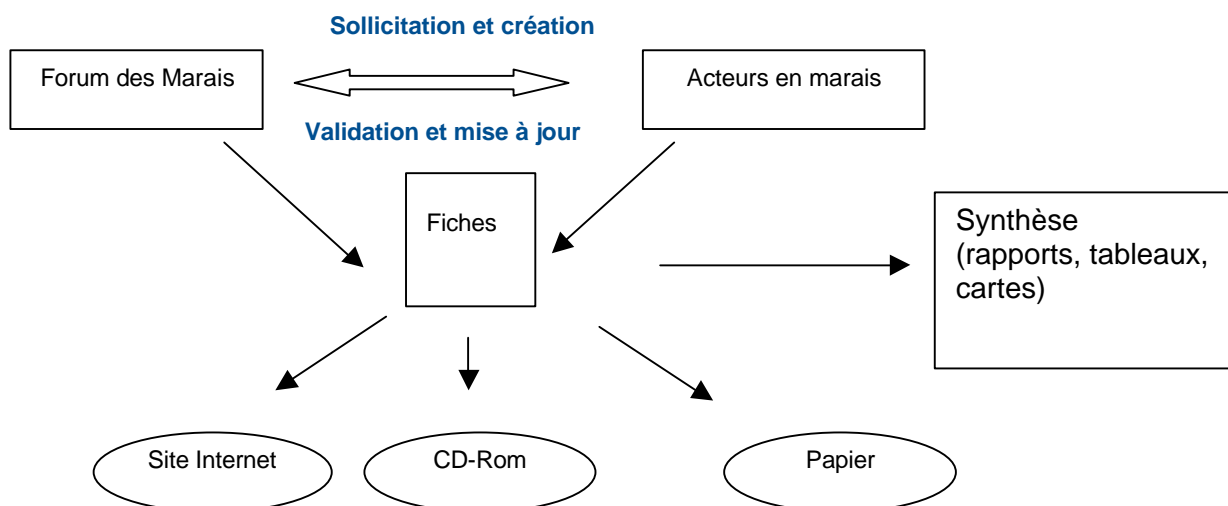 Sollicitation et création
Forum des Marais
Acteurs en marais
Validation et mise à jour
Fiches
Synthèse
(rapports, tableaux,
cartes)
Site Internet
CD-Rom
Papier